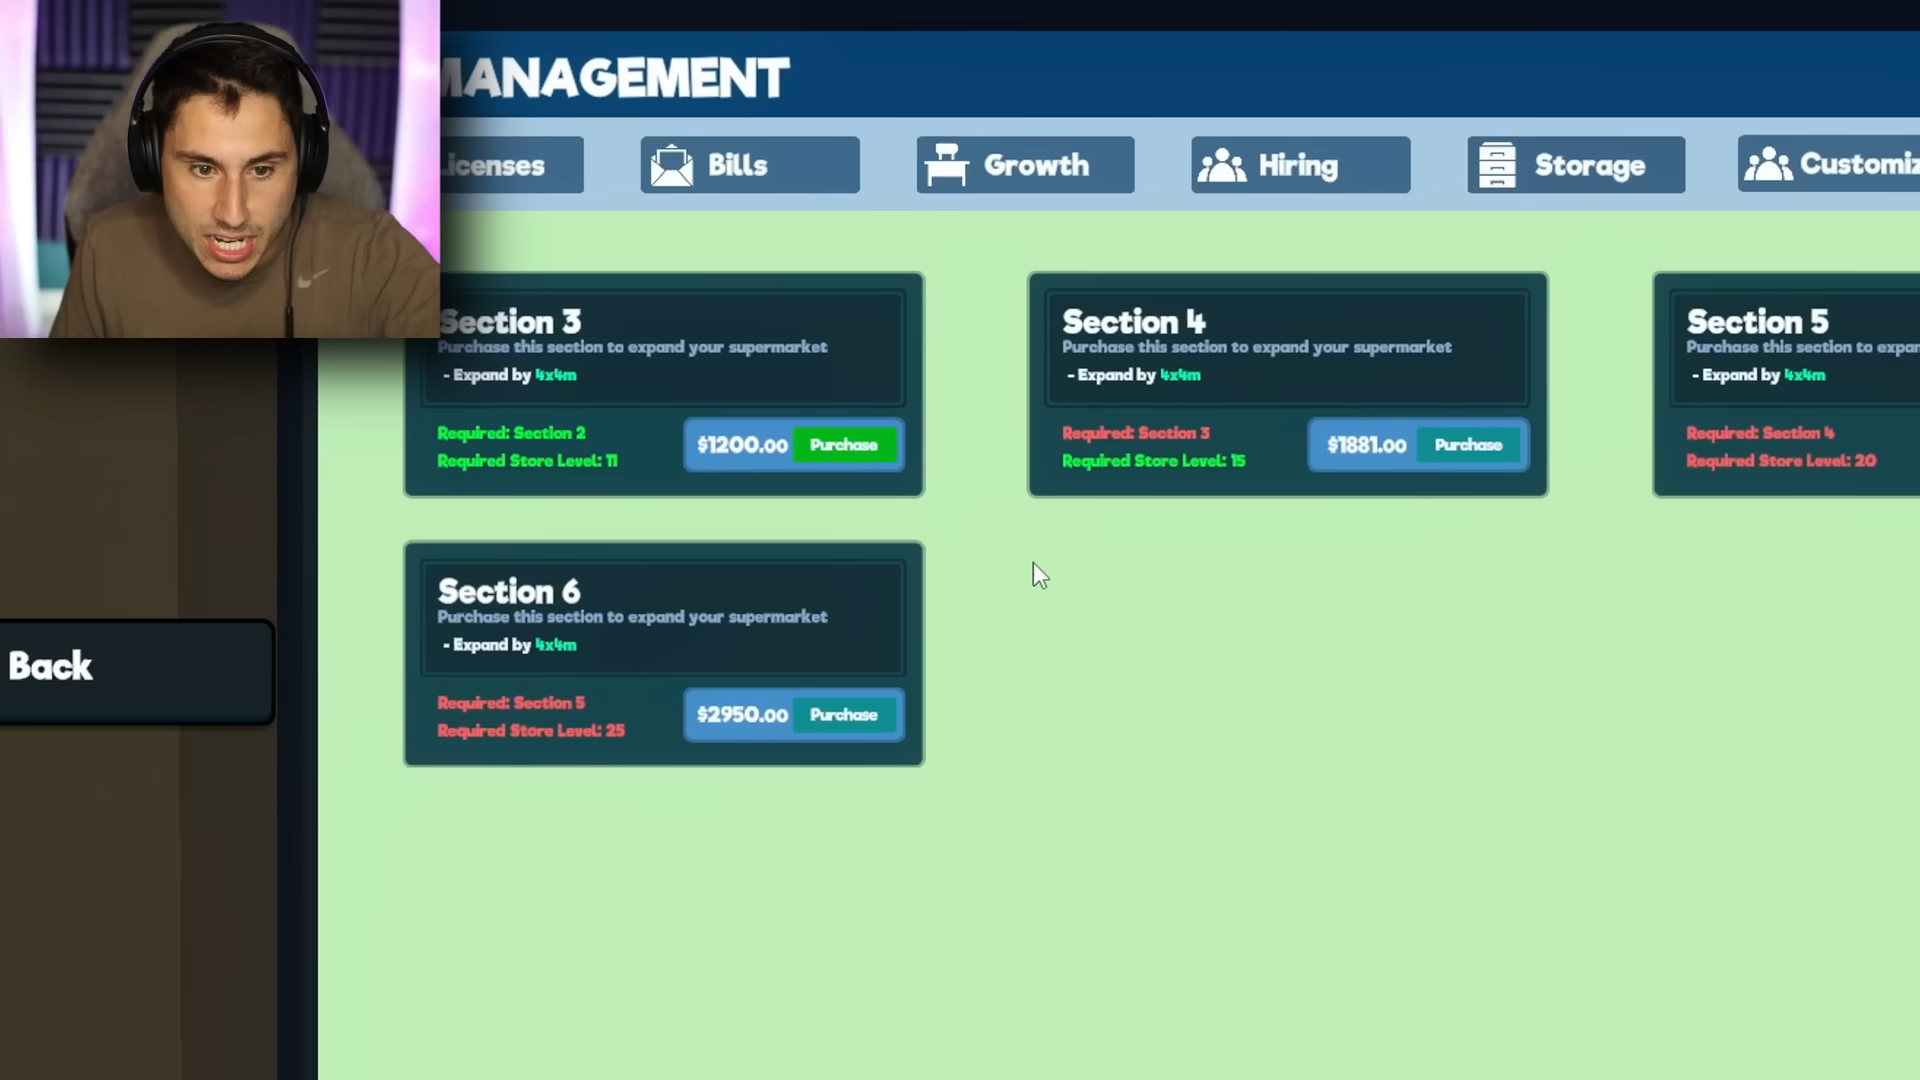 MANAGEMENT
Licenses
Bills
Growth
Hiring
Storage
Customiz
Section 3
Purchase this section to expand your supermarket
- Expand by 4x4m
Required: Section 2
Required Store Level: 11
$1200.00 Purchase
Section 4
Purchase this section to expand your supermarket
- Expand by 4x4m
Required: Section 3
Required Store Level: 15
$1881.00 Purchase
Section 5
Purchase this section to expan
- Expand by 4x4m
Required: Section 4
Required Store Level: 20
Section 6
Purchase this section to expand your supermarket
- Expand by 4x4m
Required: Section 5
Required Store Level: 25
$2950.00 Purchase
Back